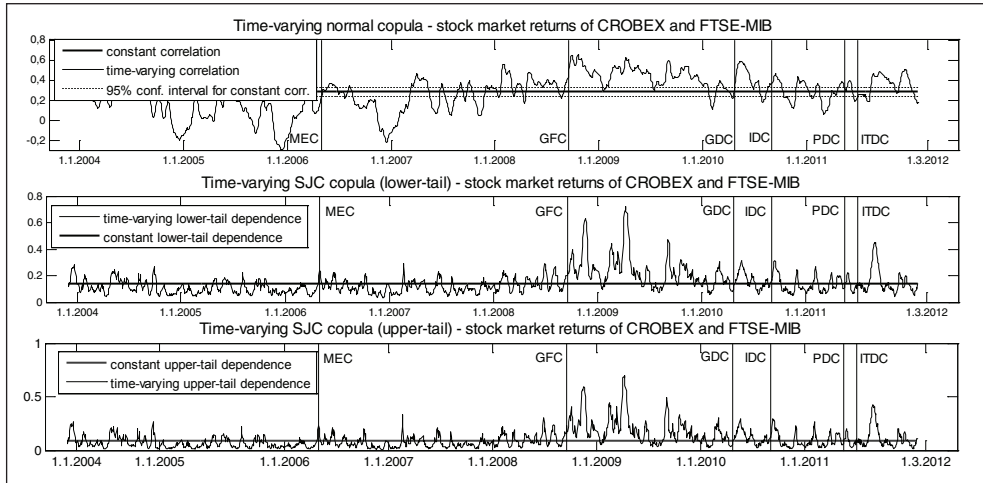 Time-varying normal copula - stock market returns of CROBEX and FTSE-MIB
0,8
0,6
0,4
0,2
0
-0,2
constant correlation
time-varying correlation
95% conf. interval for constant corr.
MEC
GFC
GDC
IDC
PDC
ITDC
1.1.2004
1.1.2005
1.1.2006
1.1.2007
1.1.2008
1.1.2009
1.1.2010
1.1.2011
1.3.2012
Time-varying SJC copula (lower-tail) - stock market returns of CROBEX and FTSE-MIB
0.8
0.6
0.4
0.2
0
time-varying lower-tail dependence
constant lower-tail dependence
MEC
GFC
GDC
IDC
PDC
ITDC
1.1.2004
1.1.2005
1.1.2006
1.1.2007
1.1.2008
1.1.2009
1.1.2010
1.1.2011
1.3.2012
Time-varying SJC copula (upper-tail) - stock market returns of CROBEX and FTSE-MIB
1
0.5
0
constant upper-tail dependence
time-varying upper-tail dependence
MEC
GFC
GDC
IDC
PDC
ITDC
1.1.2004
1.1.2005
1.1.2006
1.1.2007
1.1.2008
1.1.2009
1.1.2010
1.1.2011
1.3.2012